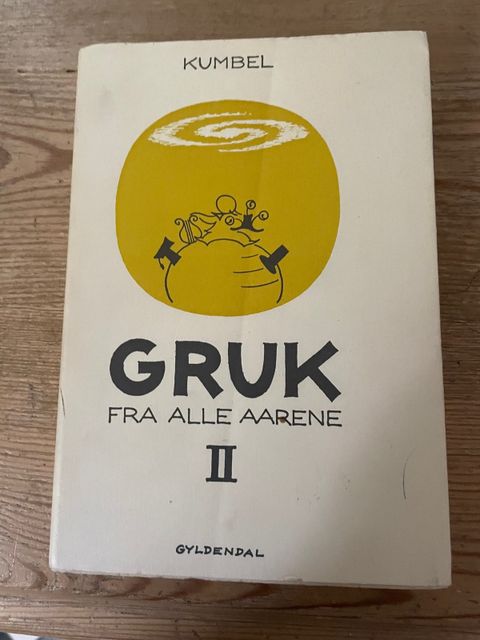 KUMBEL
GRUK
FRA ALLE AARENE
II
GYLDENDAL